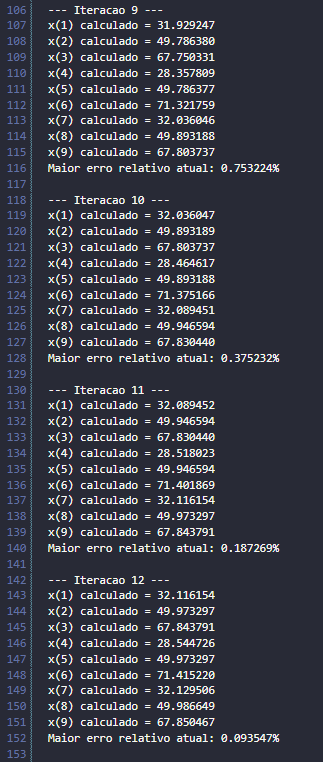 106 --- Iteracao 9 ---
107 x(1) calculado = 31.929247
108 x(2) calculado = 49.786380
109 x(3) calculado = 67.750331
110 x(4) calculado = 28.357809
111 x(5) calculado = 49.786377
112 x(6) calculado = 71.321759
113 x(7) calculado = 32.036046
114 x(8) calculado = 49.893188
115 x(9) calculado = 67.803737
116 Maior erro relativo atual: 0.753224%
117
118 --- Iteracao 10 ---
119 x(1) calculado = 32.036047
120 x(2) calculado = 49.893189
121 x(3) calculado = 67.803737
122 x(4) calculado = 28.464617
123 x(5) calculado = 49.893188
124 x(6) calculado = 71.375166
125 x(7) calculado = 32.089451
126 x(8) calculado = 49.946594
127 x(9) calculado = 67.830440
128 Maior erro relativo atual: 0.375232%
129
130 --- Iteracao 11 ---
131 x(1) calculado = 32.089452
132 x(2) calculado = 49.946594
133 x(3) calculado = 67.830440
134 x(4) calculado = 28.518023
135 x(5) calculado = 49.946594
136 x(6) calculado = 71.401869
137 x(7) calculado = 32.116154
138 x(8) calculado = 49.973297
139 x(9) calculado = 67.843791
140 Maior erro relativo atual: 0.187269%
141
142 --- Iteracao 12 ---
143 x(1) calculado = 32.116154
144 x(2) calculado = 49.973297
145 x(3) calculado = 67.843791
146 x(4) calculado = 28.544726
147 x(5) calculado = 49.973297
148 x(6) calculado = 71.415220
149 x(7) calculado = 32.129506
150 x(8) calculado = 49.986649
151 x(9) calculado = 67.850467
152 Maior erro relativo atual: 0.093547%
153